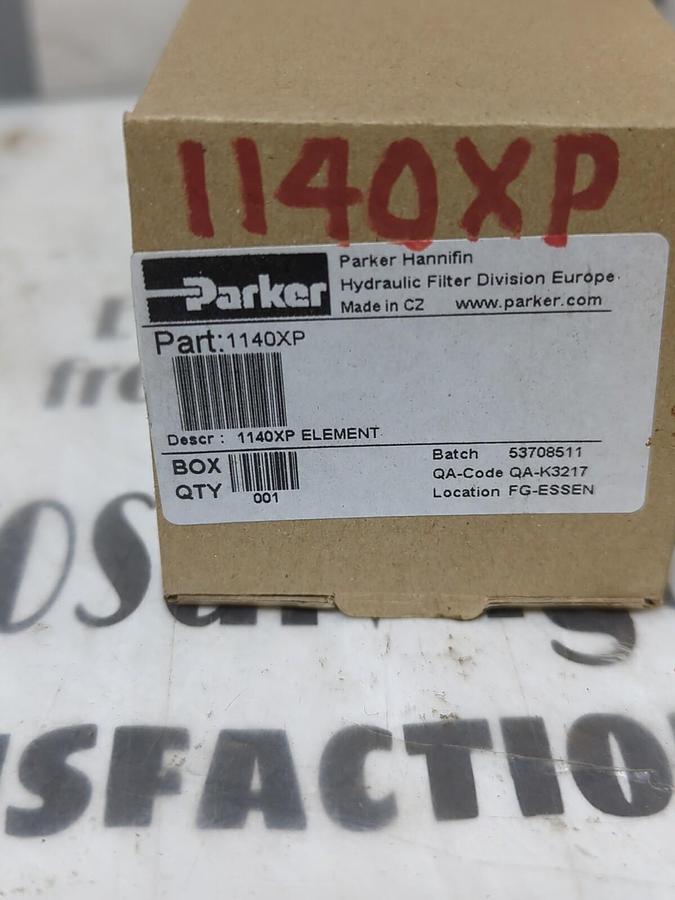 1140XP
Parker
Parker Hannifin
Hydraulic Filter Division Europe
Made in CZ www.parker.com
Part:1140XP
Descr : 1140XP ELEMENT
BOX
QTY
001
Batch 53708511
QA-Code QA-K3217
Location FG-ESSEN
SFACTIO